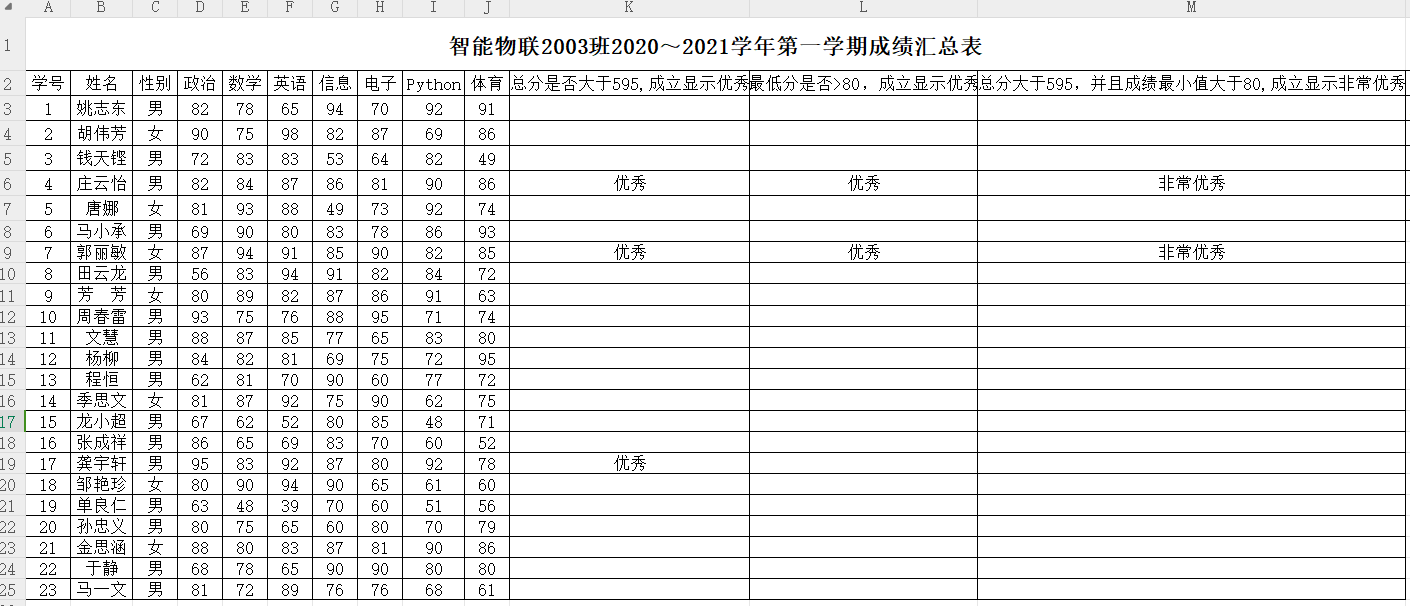 A B C D E F G H I J K L M
1 智能物联2003班2020～2021学年第一学期成绩汇总表
2 学号 姓名 性别 政治 数学 英语 信息 电子 Python 体育 总分是否大于595,成立显示优秀 最低分是否>80，成立显示优秀 总分大于595，并且成绩最小值大于80,成立显示非常优秀
3 1 姚志东 男 82 78 65 94 70 92 91
4 2 胡伟芳 女 90 75 98 82 87 69 86
5 3 钱天铿 男 72 83 83 53 64 82 49
6 4 庄云怡 男 82 84 87 86 81 90 86 优秀 优秀 非常优秀
7 5 唐娜 女 81 93 88 49 73 92 74
8 6 马小承 男 69 90 80 83 78 86 93
9 7 郭丽敏 女 87 94 91 85 90 82 85 优秀 优秀 非常优秀
10 8 田云龙 男 56 83 94 91 82 84 72
11 9 芳　芳 女 80 89 82 87 86 91 63
12 10 周春雷 男 93 75 76 88 95 71 74
13 11 文慧 男 88 87 85 77 65 83 80
14 12 杨柳 男 84 82 81 69 75 72 95
15 13 程恒 男 62 81 70 90 60 77 72
16 14 季思文 女 81 87 92 75 90 62 75
17 15 龙小超 男 67 62 52 80 85 48 71
18 16 张成祥 男 86 65 69 83 70 60 52
19 17 龚宇轩 男 95 83 92 87 80 92 78 优秀
20 18 邹艳珍 女 80 90 94 90 65 61 60
21 19 单良仁 男 63 48 39 70 60 51 56
22 20 孙忠义 男 80 75 65 60 80 70 79
23 21 金思涵 女 88 80 83 87 81 90 86
24 22 于静 男 68 78 65 90 90 80 80
25 23 马一文 男 81 72 89 76 76 68 61